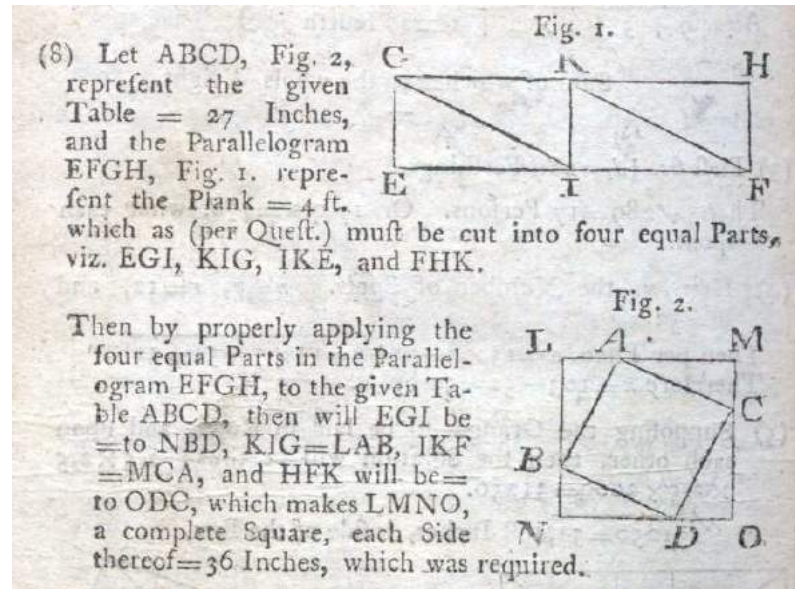 Fig. 1.
(8) Let ABCD, Fig. 2,
repreſent the given
Table = 27 Inches,
and the Parallelogram
EFGH, Fig. 1. repre-
ſent the Plank = 4 ft.
G K H
E I F
which as (per Queſt.) muſt be cut into four equal Parts,
viz. EGI, KIG, IKE, and FHK.
Fig. 2.
Then by properly applying the
four equal Parts in the Parallel-
ogram EFGH, to the given Ta-
ble ABCD, then will EGI be
=to NBD, KIG=LAB, IKF
=MCA, and HFK will be=
to ODC, which makes LMNO,
a complete Square, each Side
thereof=36 Inches, which was required.
L A M
C
B
N D O